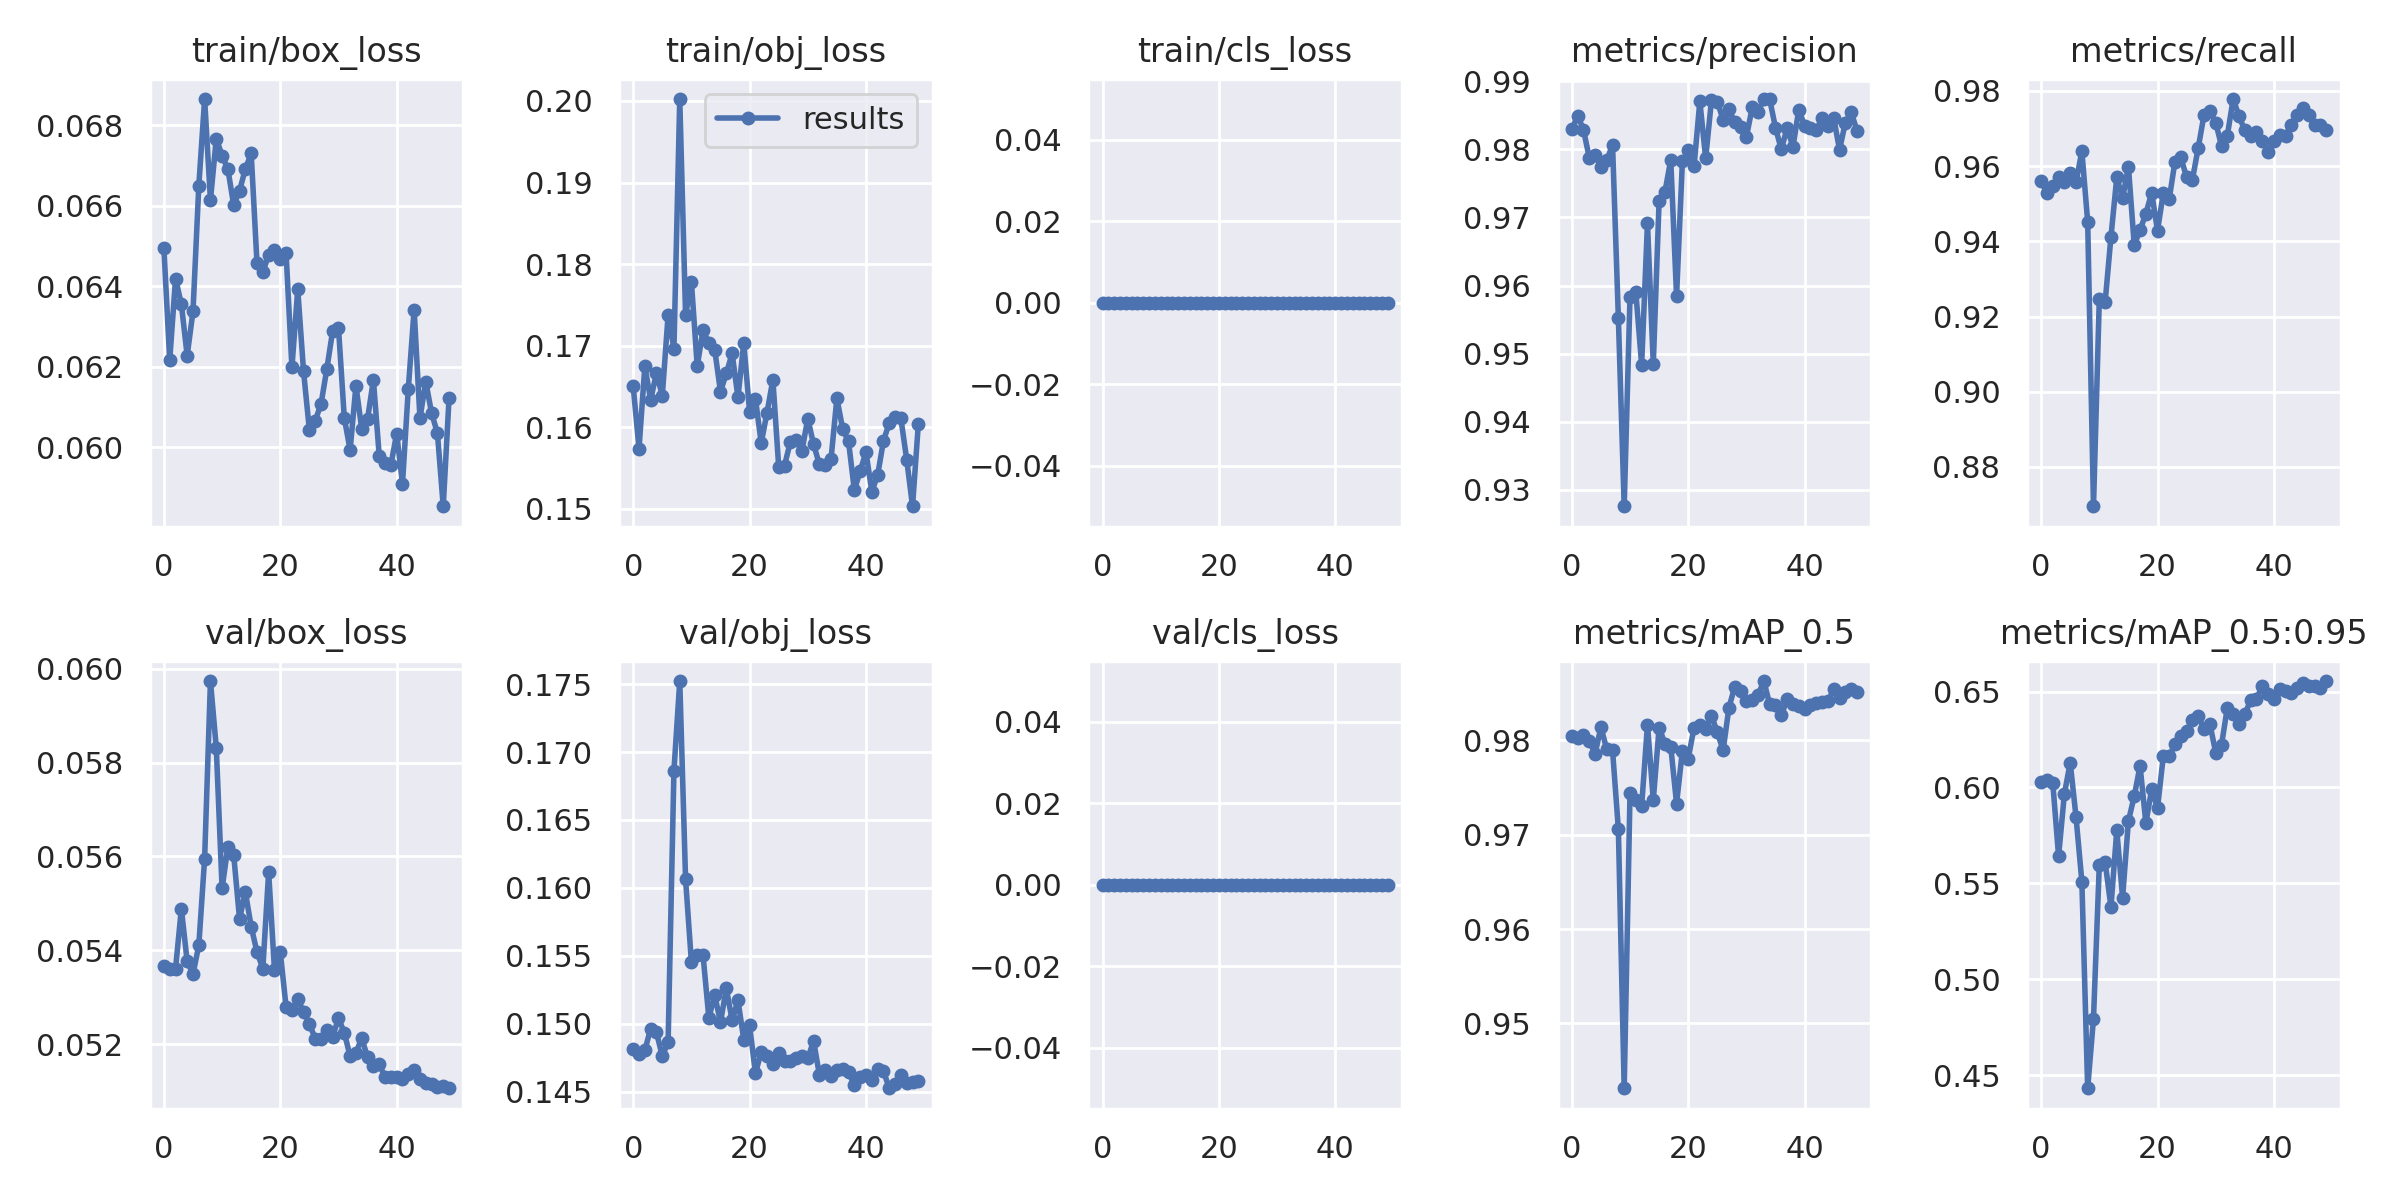 train/box_loss
train/obj_loss
train/cls_loss
metrics/precision
metrics/recall
0.068
0.066
0.064
0.062
0.060
0 20 40
results
0.20
0.19
0.18
0.17
0.16
0.15
0 20 40
0.04
0.02
0.00
−0.02
−0.04
0 20 40
0.99
0.98
0.97
0.96
0.95
0.94
0.93
0 20 40
0.98
0.96
0.94
0.92
0.90
0.88
0 20 40
val/box_loss
val/obj_loss
val/cls_loss
metrics/mAP_0.5
metrics/mAP_0.5:0.95
0.060
0.058
0.056
0.054
0.052
0 20 40
0.175
0.170
0.165
0.160
0.155
0.150
0.145
0 20 40
0.04
0.02
0.00
−0.02
−0.04
0 20 40
0.98
0.97
0.96
0.95
0 20 40
0.65
0.60
0.55
0.50
0.45
0 20 40